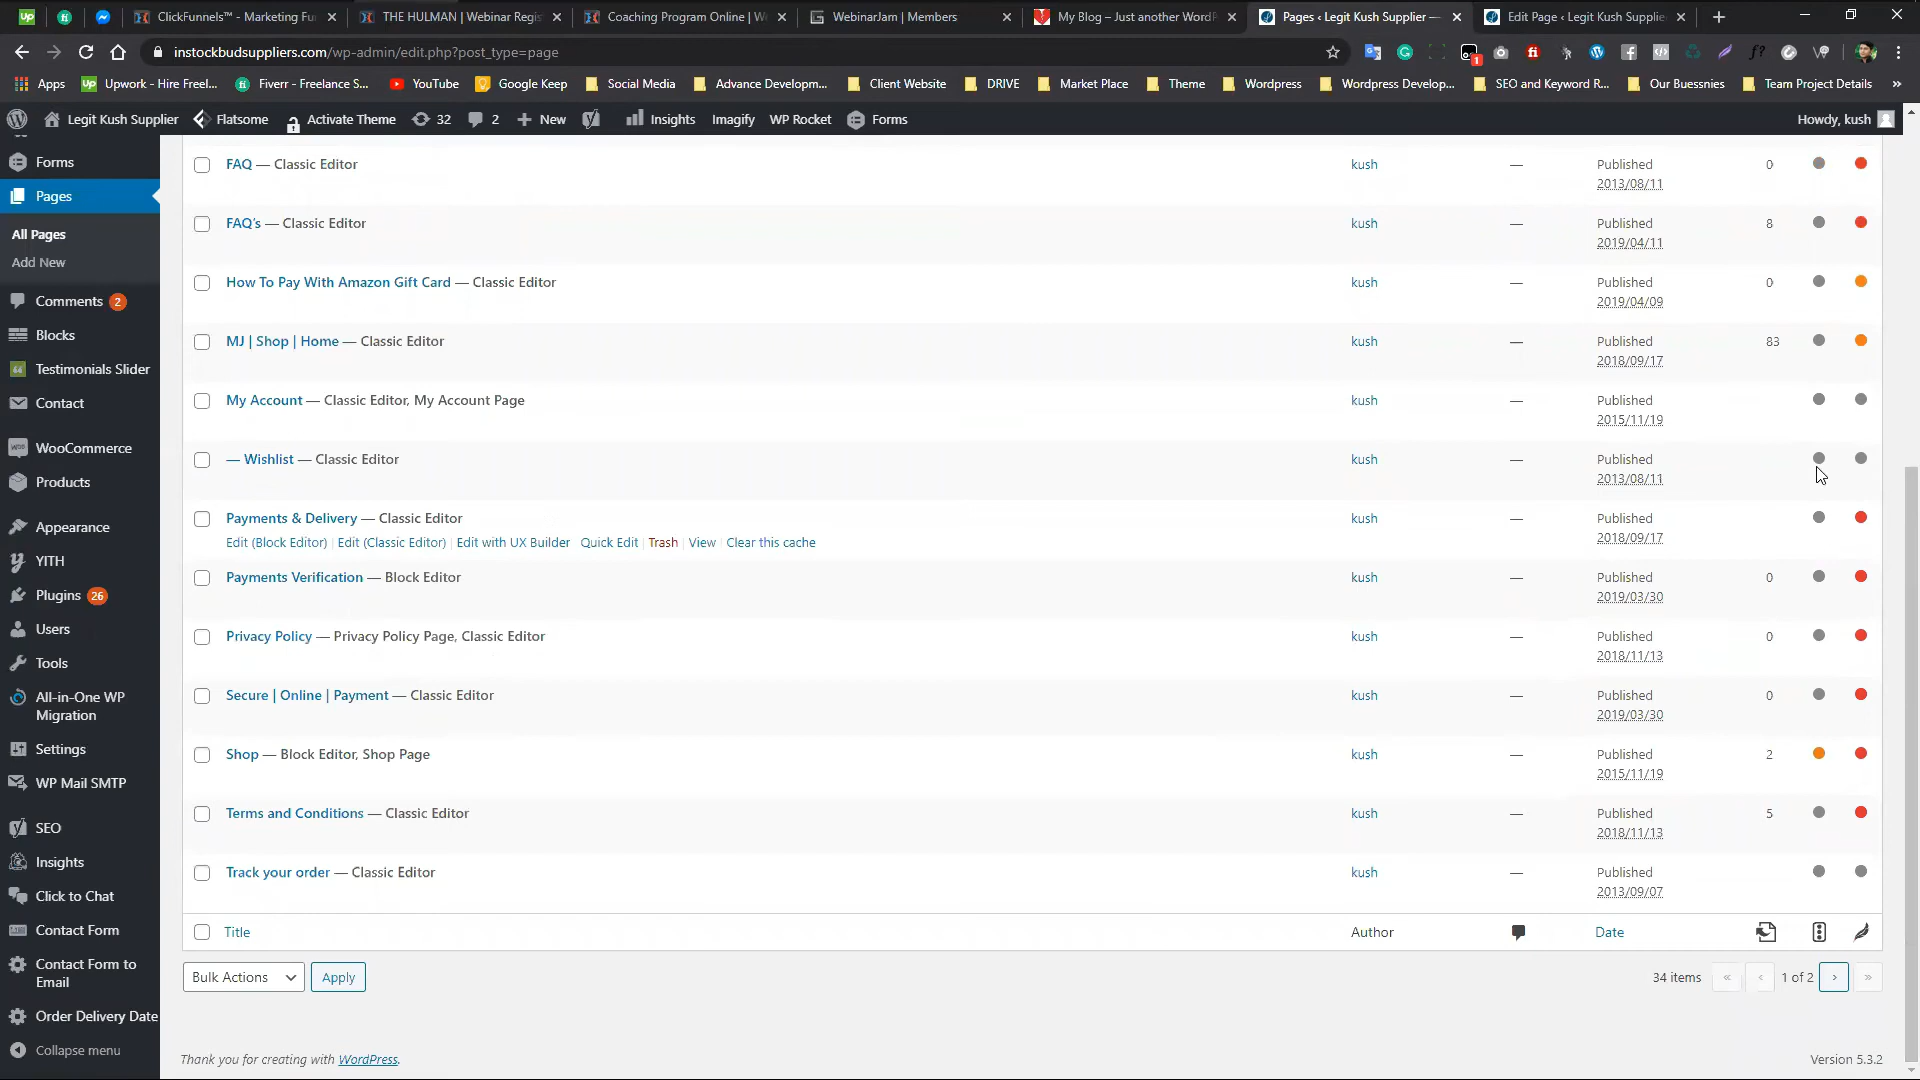 ClickFunnels™ - Marketing Fu
THE HULMAN | Webinar Regis
Coaching Program Online | W
WebinarJam | Members
My Blog – Just another WordP
Pages ‹ Legit Kush Supplier —
Edit Page ‹ Legit Kush Supplie
instockbudsuppliers.com/wp-admin/edit.php?post_type=page
Apps Upwork - Hire Freel... Fiverr - Freelance S... YouTube Google Keep Social Media Advance Developm... Client Website DRIVE Market Place Theme Wordpress Wordpress Develop... SEO and Keyword R... Our Buessnies Team Project Details »
Legit Kush Supplier Flatsome Activate Theme 32 2 New Insights Imagify WP Rocket Forms Howdy, kush
Forms
Pages
All Pages
Add New
Comments 2
Blocks
Testimonials Slider
Contact
WooCommerce
Products
Appearance
YITH
Plugins 26
Users
Tools
All-in-One WP
Migration
Settings
WP Mail SMTP
SEO
Insights
Click to Chat
Contact Form
Contact Form to
Email
Order Delivery Date
Collapse menu
FAQ — Classic Editor kush — Published 0
2013/08/11
FAQ's — Classic Editor kush — Published 8
2019/04/11
How To Pay With Amazon Gift Card — Classic Editor kush — Published 0
2019/04/09
MJ | Shop | Home — Classic Editor kush — Published 83
2018/09/17
My Account — Classic Editor, My Account Page kush — Published
2015/11/19
— Wishlist — Classic Editor kush — Published
2013/08/11
Payments & Delivery — Classic Editor kush — Published
Edit (Block Editor) | Edit (Classic Editor) | Edit with UX Builder Quick Edit | Trash | View | Clear this cache 2018/09/17
Payments Verification — Block Editor kush — Published 0
2019/03/30
Privacy Policy — Privacy Policy Page, Classic Editor kush — Published 0
2018/11/13
Secure | Online | Payment — Classic Editor kush — Published 0
2019/03/30
Shop — Block Editor, Shop Page kush — Published 2
2015/11/19
Terms and Conditions — Classic Editor kush — Published 5
2018/11/13
Track your order — Classic Editor kush — Published
2013/09/07
Title Author Date
Bulk Actions Apply 34 items « ‹ 1 of 2 › »
Thank you for creating with WordPress. Version 5.3.2